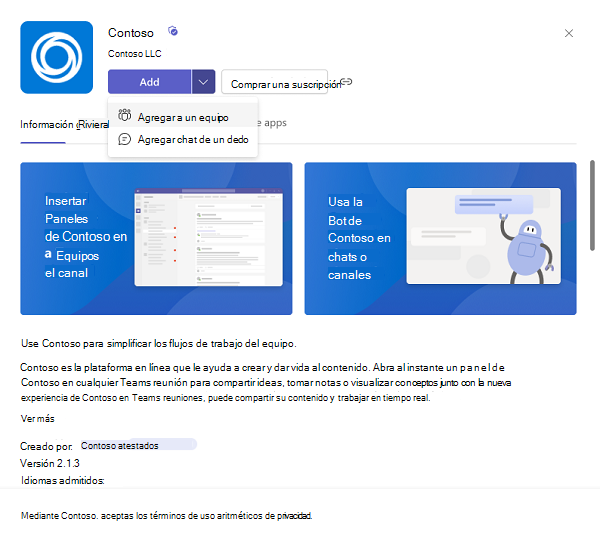 Contoso
Contoso LLC
Add
Comprar una suscripción
Agregar a un equipo
Agregar chat de un dedo
Información
e apps
Insertar
Paneles
de Contoso en
a Equipos
el canal
Usa la
Bot de
Contoso en
chats o
canales
Use Contoso para simplificar los flujos de trabajo del equipo.
Contoso es la plataforma en línea que le ayuda a crear y dar vida al contenido. Abra al instante un panel de
Contoso en cualquier Teams reunión para compartir ideas, tomar notas o visualizar conceptos junto con la nueva
experiencia de Contoso en Teams reuniones, puede compartir su contenido y trabajar en tiempo real.
Ver más
Creado por: Contoso atestados
Versión 2.1.3
Idiomas admitidos:
Mediante Contoso. aceptas los términos de uso aritméticos de privacidad.